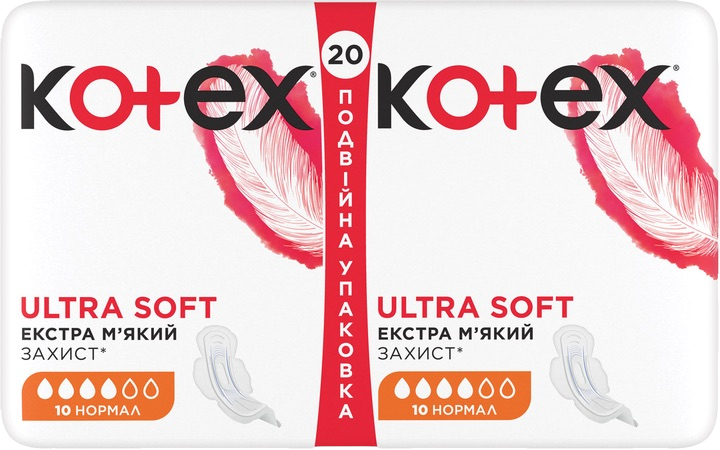 Kotex®
ULTRA SOFT
ЕКСТРА М'ЯКИЙ
ЗАХИСТ*
10 НОРМАЛ
20
ПОДВІЙНА УПАКОВКА
Kotex®
ULTRA SOFT
ЕКСТРА М'ЯКИЙ
ЗАХИСТ*
10 НОРМАЛ